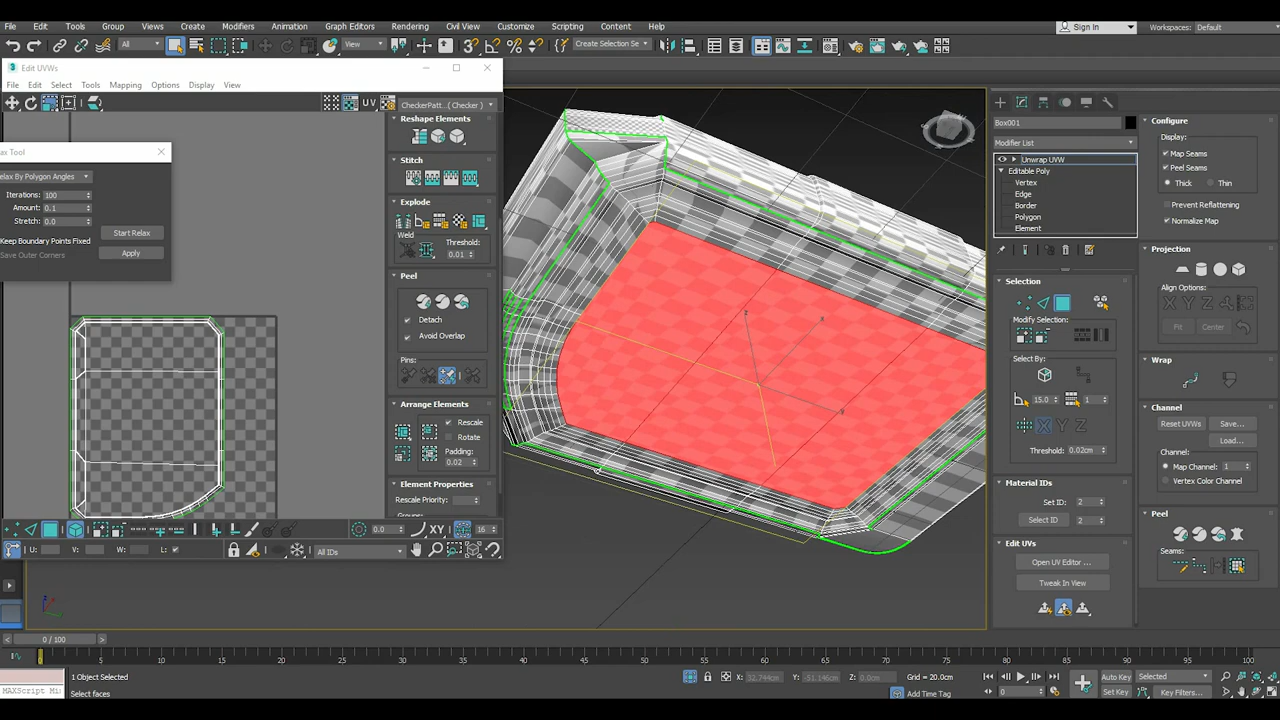 File Edit Tools Group Views Create Modifiers Animation Graph Editors Rendering Civil View Customize Scripting Content Help
Sign In Workspaces: Default
All View Create Selection Se
3 Edit UVWs
File Edit Select Tools Mapping Options Display View
UV CheckerPatt...( Checker )
Reshape Elements
Stitch
Explode
Weld Threshold:
0.01
Peel
Detach
Avoid Overlap
Pins:
Arrange Elements
Rescale
Rotate
Padding:
0.02
Element Properties
Rescale Priority:
ax Tool
elax By Polygon Angles
Iterations: 100
Amount: 0.1
Stretch: 0.0
Start Relax
Keep Boundary Points Fixed
Save Outer Corners
Apply
0.0 XY 16
U: V: W: L: All IDs
z x y
Box001
Modifier List
Unwrap UVW
Editable Poly
Vertex
Edge
Border
Polygon
Element
Selection
Modify Selection:
Select By:
15.0 1
X Y Z
Threshold: 0.02cm
Material IDs
Set ID: 2
Select ID 2
Edit UVs
Open UV Editor ...
Tweak In View
Configure
Display:
Map Seams
Peel Seams
Thick Thin
Prevent Reflattening
Normalize Map
Projection
Align Options:
X Y Z
Fit Center
Wrap
Channel
Reset UVWs Save...
Load...
Channel:
Map Channel: 1
Vertex Color Channel
Peel
Seams:
0 / 100
0 5 10 15 20 25 30 35 40 45 50 55 60 65 70 75 80 85 90 95 100
1 Object Selected
MAXScript Mi Select faces
X: 32.744cm Y: -51.146cm Z: 0.0cm Grid = 20.0cm
Add Time Tag
0
Auto Key Selected
Set Key Key Filters...